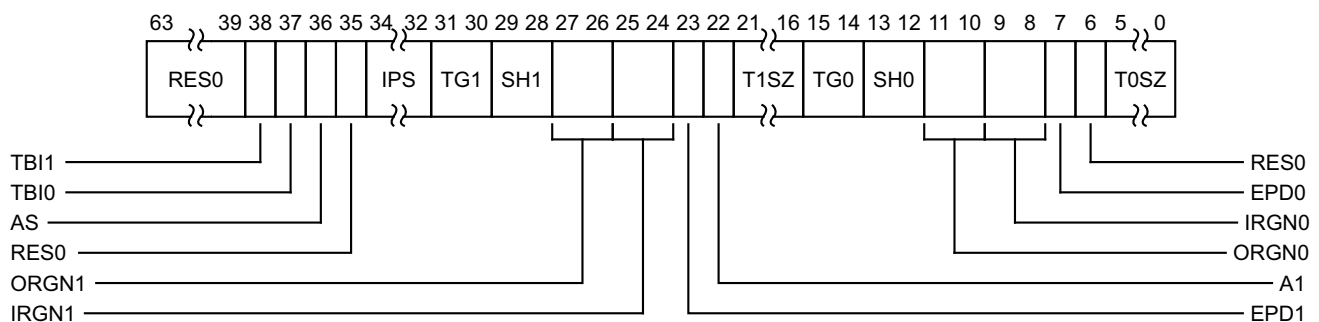 63 39 38 37 36 35 34 32 31 30 29 28 27 26 25 24 23 22 21 16 15 14 13 12 11 10 9 8 7 6 5 0
RES0 IPS TG1 SH1 T1SZ TG0 SH0 T0SZ
TBI1 RES0
TBI0 EPD0
AS IRGN0
RES0 ORGN0
ORGN1 A1
IRGN1 EPD1